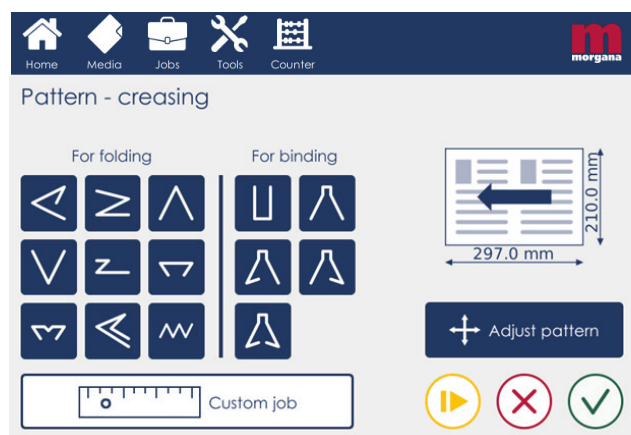 Home Media Jobs Tools Counter
m
morgana
Pattern - creasing
For folding
For binding
210.0 mm
297.0 mm
Adjust pattern
Custom job